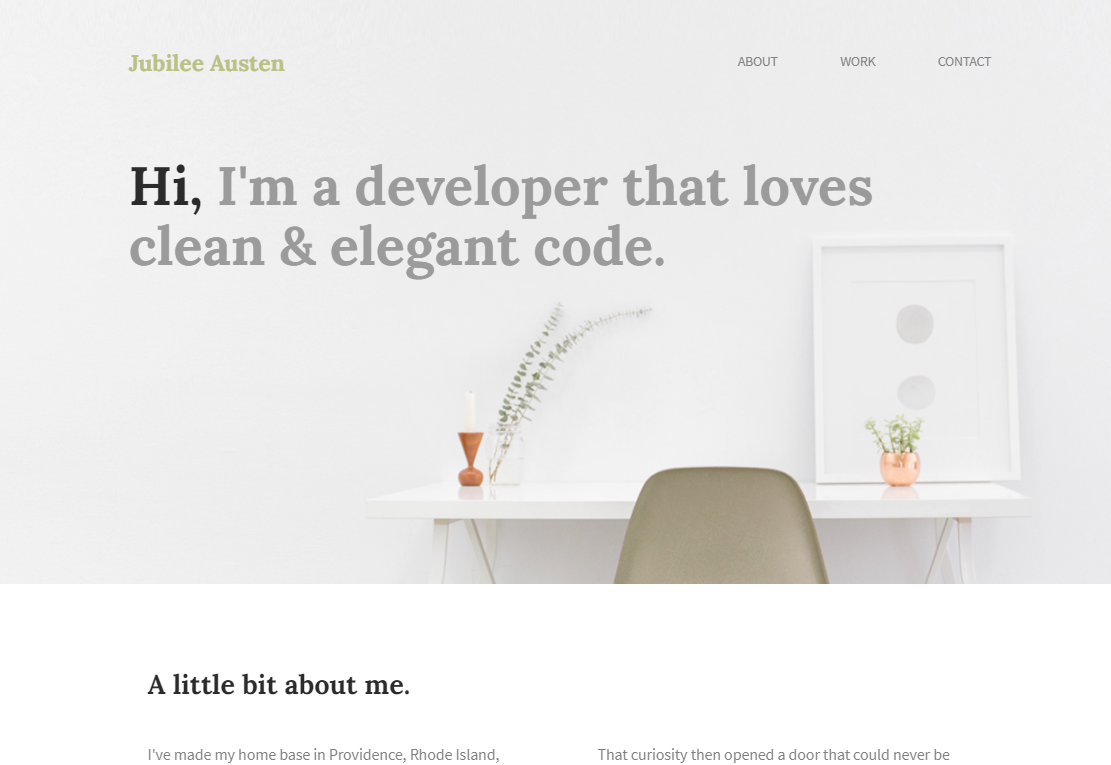 Jubilee Austen
ABOUT WORK CONTACT
Hi, I'm a developer that loves
clean & elegant code.
A little bit about me.
I've made my home base in Providence, Rhode Island,
That curiosity then opened a door that could never be